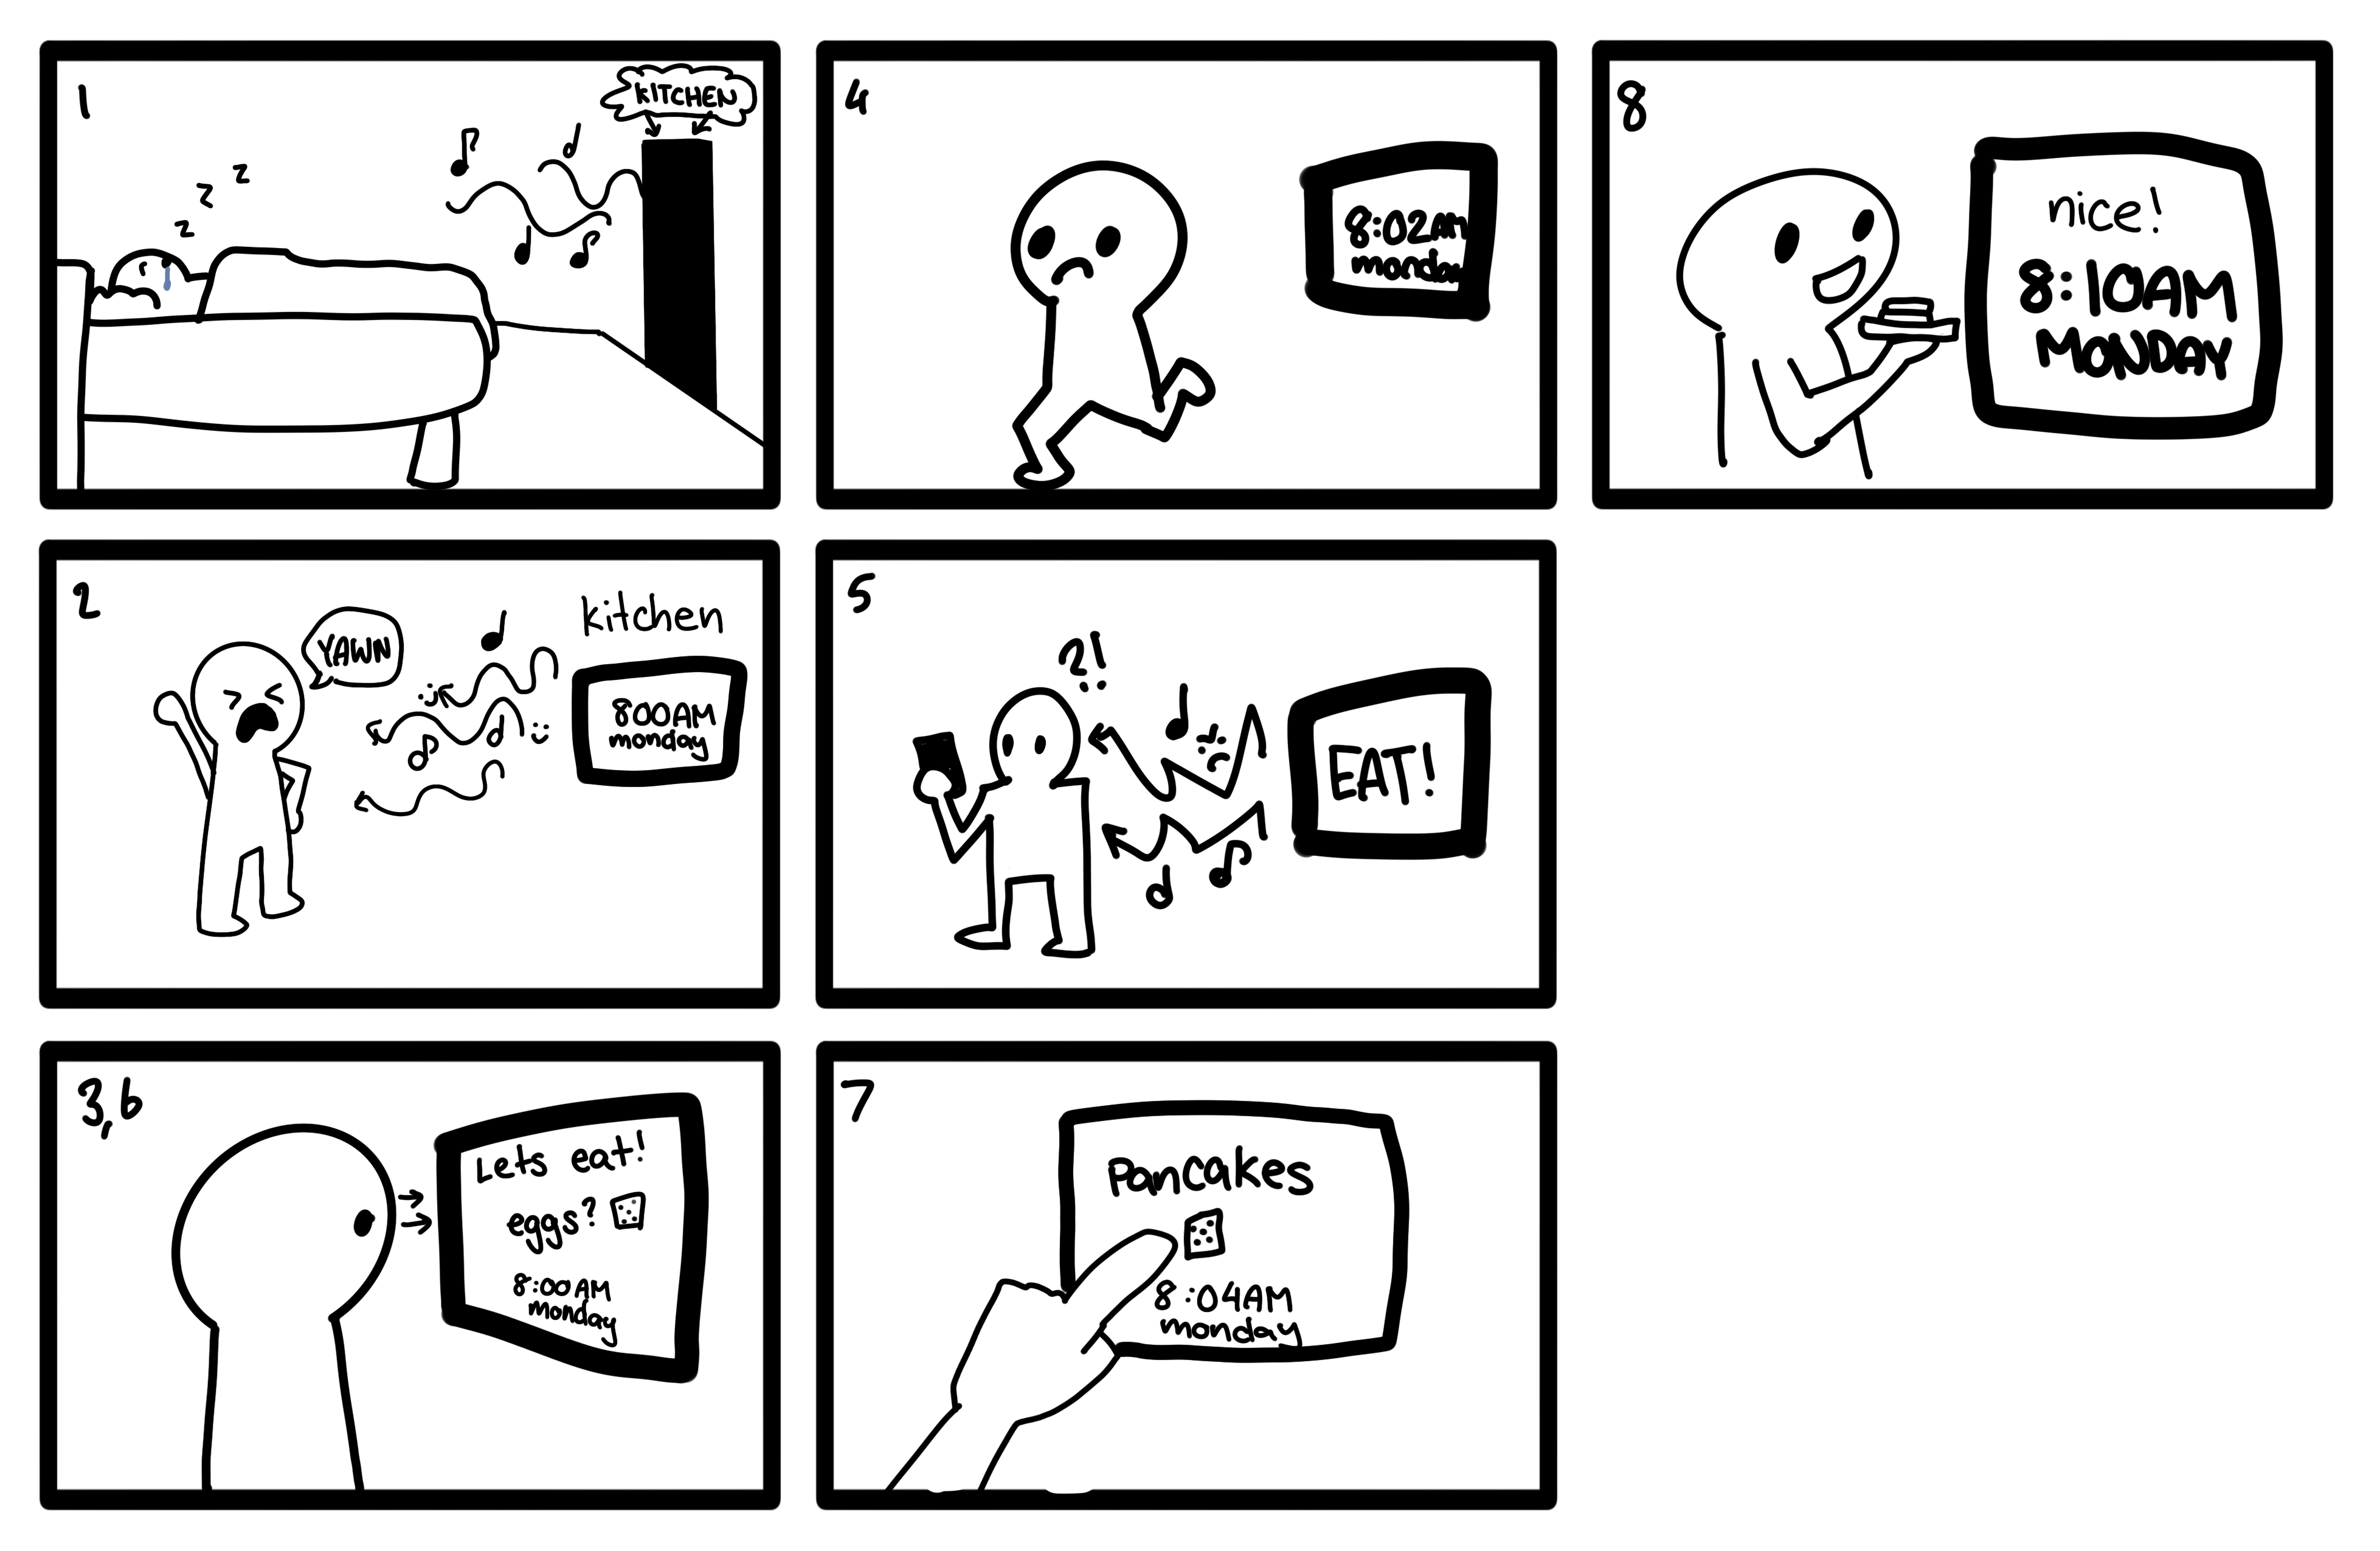 1
KITCHEN
z
z
z
2
YAWN
kitchen
800AM
monday
3,6
Lets eat!
eggs?
8:00AM
monday
4
8:02AM
monday
5
?!
EAT!
7
Pancakes
8:04AM
monday
8
nice!
8:10AM
MONDAY